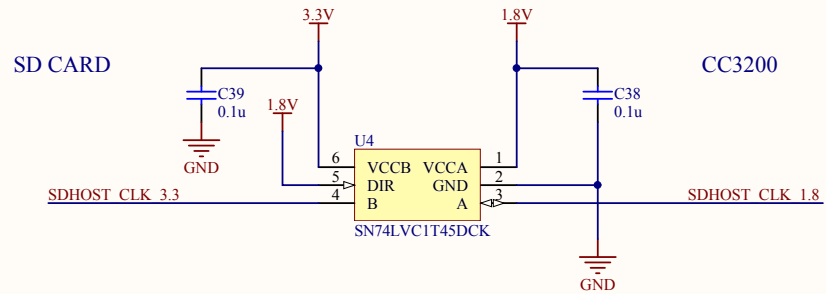 3.3V
1.8V
SD CARD
CC3200
C39
0.1u
1.8V
C38
0.1u
GND
U4
6
VCCB
VCCA
1
5
DIR
GND
2
4
B
A
3
SDHOST_CLK_3.3
SDHOST_CLK_1.8
SN74LVC1T45DCK
GND